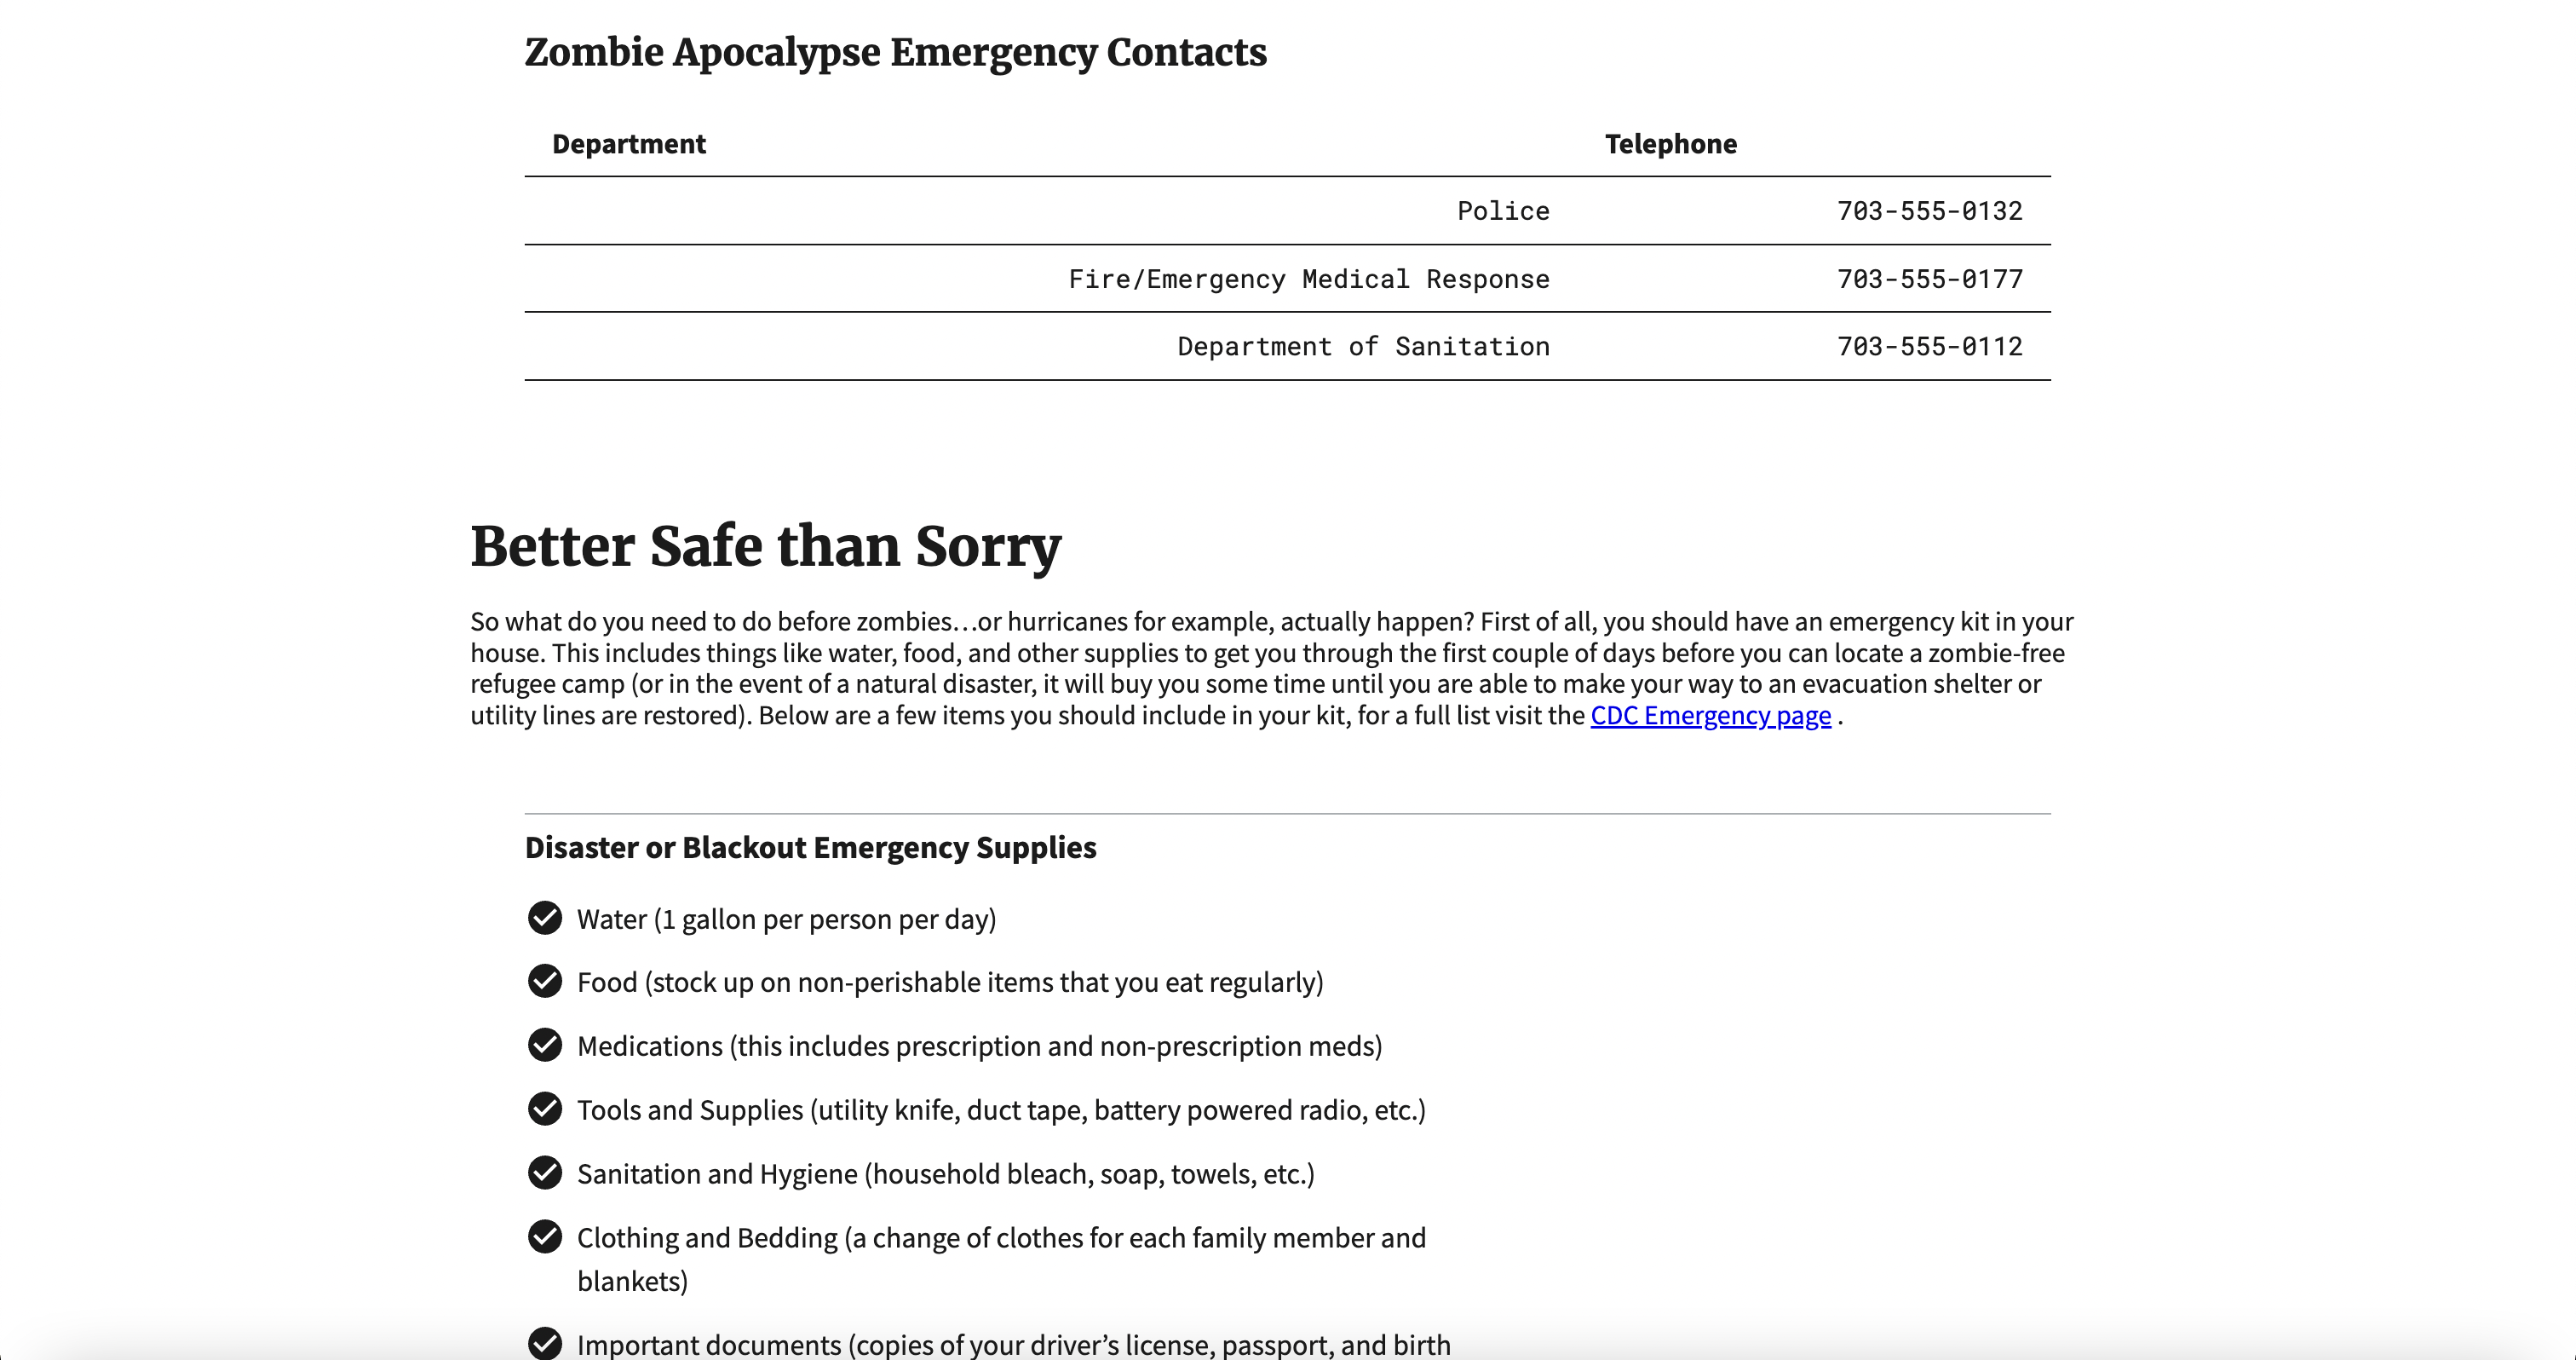 Zombie Apocalypse Emergency Contacts
Department Telephone
Police 703-555-0132
Fire/Emergency Medical Response 703-555-0177
Department of Sanitation 703-555-0112
Better Safe than Sorry
So what do you need to do before zombies…or hurricanes for example, actually happen? First of all, you should have an emergency kit in your
house. This includes things like water, food, and other supplies to get you through the first couple of days before you can locate a zombie-free
refugee camp (or in the event of a natural disaster, it will buy you some time until you are able to make your way to an evacuation shelter or
utility lines are restored). Below are a few items you should include in your kit, for a full list visit the CDC Emergency page .
Disaster or Blackout Emergency Supplies
Water (1 gallon per person per day)
Food (stock up on non-perishable items that you eat regularly)
Medications (this includes prescription and non-prescription meds)
Tools and Supplies (utility knife, duct tape, battery powered radio, etc.)
Sanitation and Hygiene (household bleach, soap, towels, etc.)
Clothing and Bedding (a change of clothes for each family member and
blankets)
Important documents (copies of your driver’s license, passport, and birth